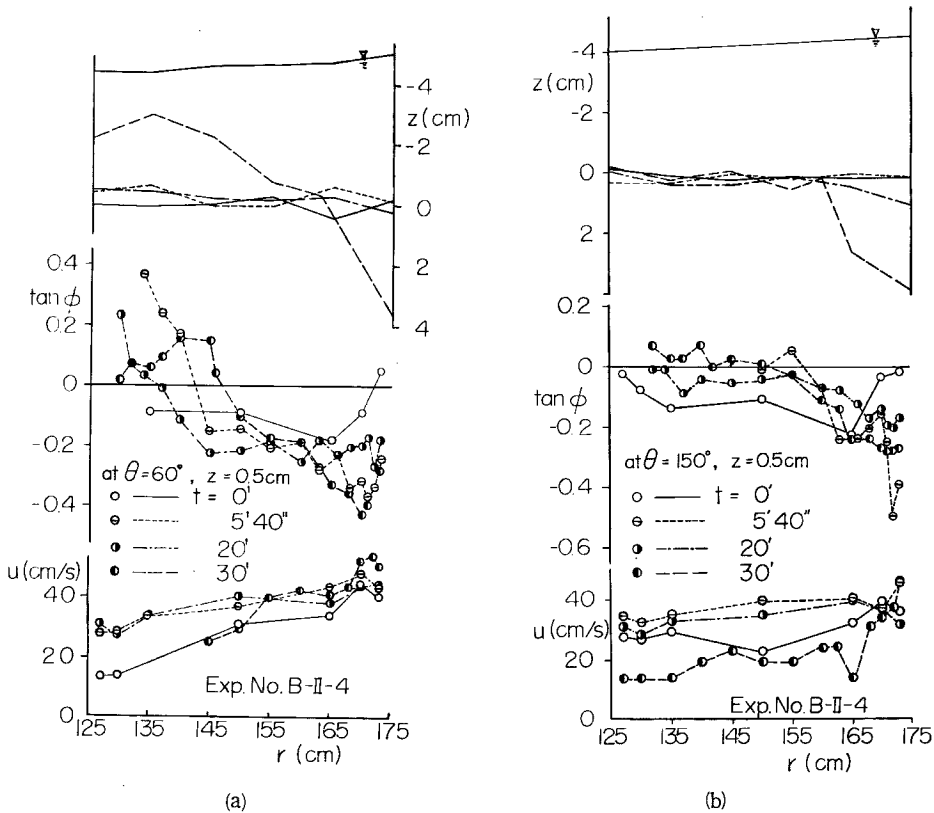 -4
z(cm)
-2
0
2
4
0.4
tan φ
0.2
0
-0.2
-0.4
at θ=60°, z=0.5cm
t = 0'
5'40"
20'
30'
u(cm/s)
40
20
0
Exp. No. B-II-4
125 135 145 155 165 175
r (cm)
(a)
-4
z(cm)
-2
0
2
4
0.2
0
tan φ
-0.2
-0.4
-0.6
at θ=150°, z=0.5cm
t = 0'
5'40"
20'
30'
40
u(cm/s)
20
0
Exp. No. B-II-4
125 135 145 155 165 175
r (cm)
(b)